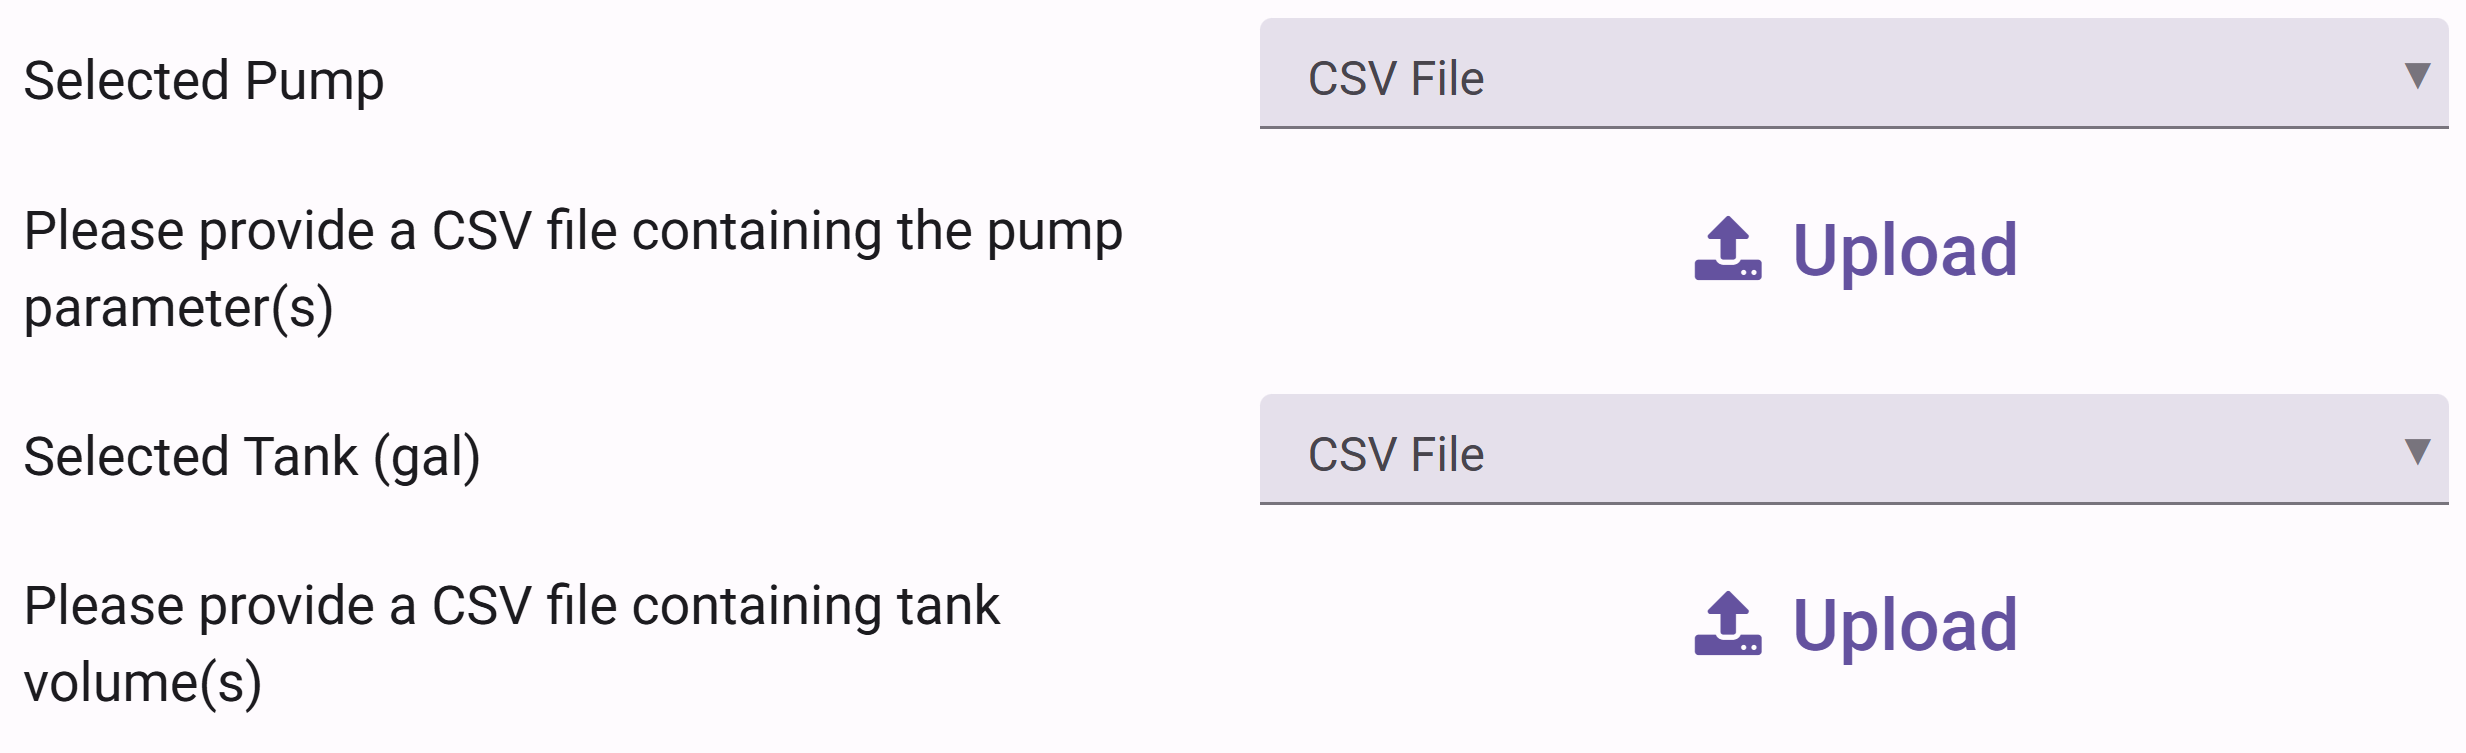 Selected Pump
CSV File
Please provide a CSV file containing the pump
parameter(s)
Upload
Selected Tank (gal)
CSV File
Please provide a CSV file containing tank
volume(s)
Upload